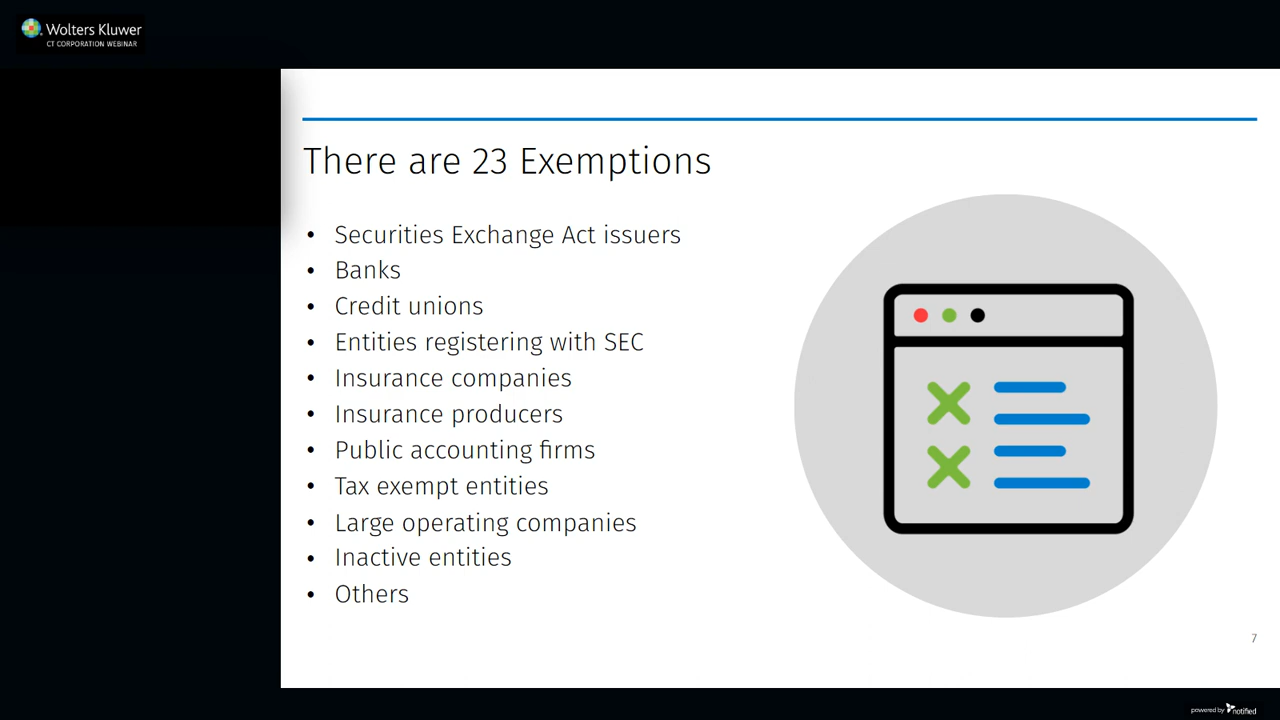 Wolters Kluwer
CT CORPORATION WEBINAR
There are 23 Exemptions
• Securities Exchange Act issuers
• Banks
• Credit unions
• Entities registering with SEC
• Insurance companies
• Insurance producers
• Public accounting firms
• Tax exempt entities
• Large operating companies
• Inactive entities
• Others
7
powered by notified